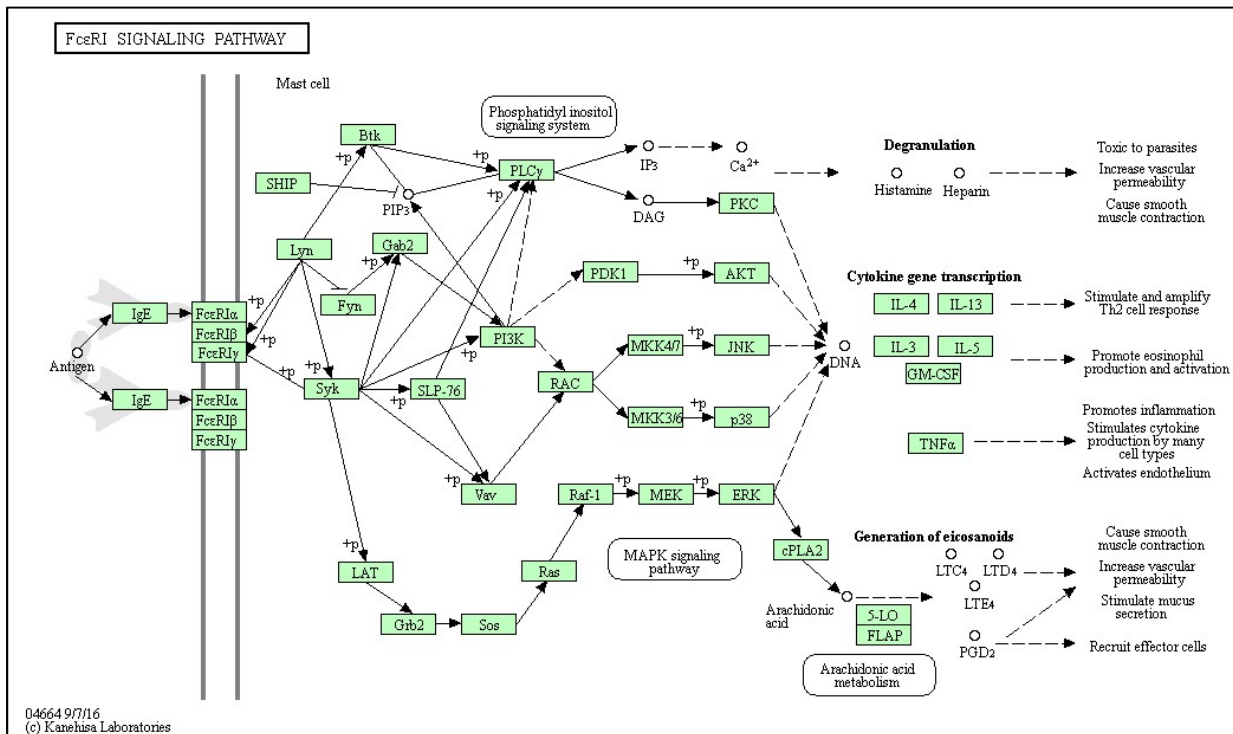 FcεRI SIGNALING PATHWAY
Mast cell
Phosphatidyl inositol
signaling system
Btk
+p
+p
PLCγ
+p
SHIP
PIP3
IP3
Ca2+
DAG
PKC
Degranulation
Histamine
Heparin
Toxic to parasites
Increase vascular
permeability
Cause smooth
muscle contraction
Lyn
Gab2
+p
Fyn
+p
PDK1
+p
AKT
Cytokine gene transcription
IL-4
IL-13
Stimulate and amplify
Th2 cell response
IL-3
IL-5
GM-CSF
Promote eosinophil
production and activation
Antigen
IgE
FcεRIα
FcεRIβ
FcεRIγ
IgE
FcεRIα
FcεRIβ
FcεRIγ
+p
+p
Syk
+p
SLP-76
+p
PI3K
+p
RAC
MKK4/7
+p
JNK
DNA
MKK3/6
+p
p38
TNFα
Promotes inflammation
Stimulates cytokine
production by many
cell types
Activates endothelium
+p
Vav
Raf-1
+p
MEK
+p
ERK
MAPK signaling
pathway
cPLA2
+p
LAT
Grb2
Sos
Ras
Generation of eicosanoids
LTC4
LTD4
LTE4
Cause smooth
muscle contraction
Increase vascular
permeability
Stimulate mucus
secretion
Arachidonic
acid
5-LO
FLAP
PGD2
Recruit effector cells
Arachidonic acid
metabolism
04664 9/7/16
(c) Kanehisa Laboratories